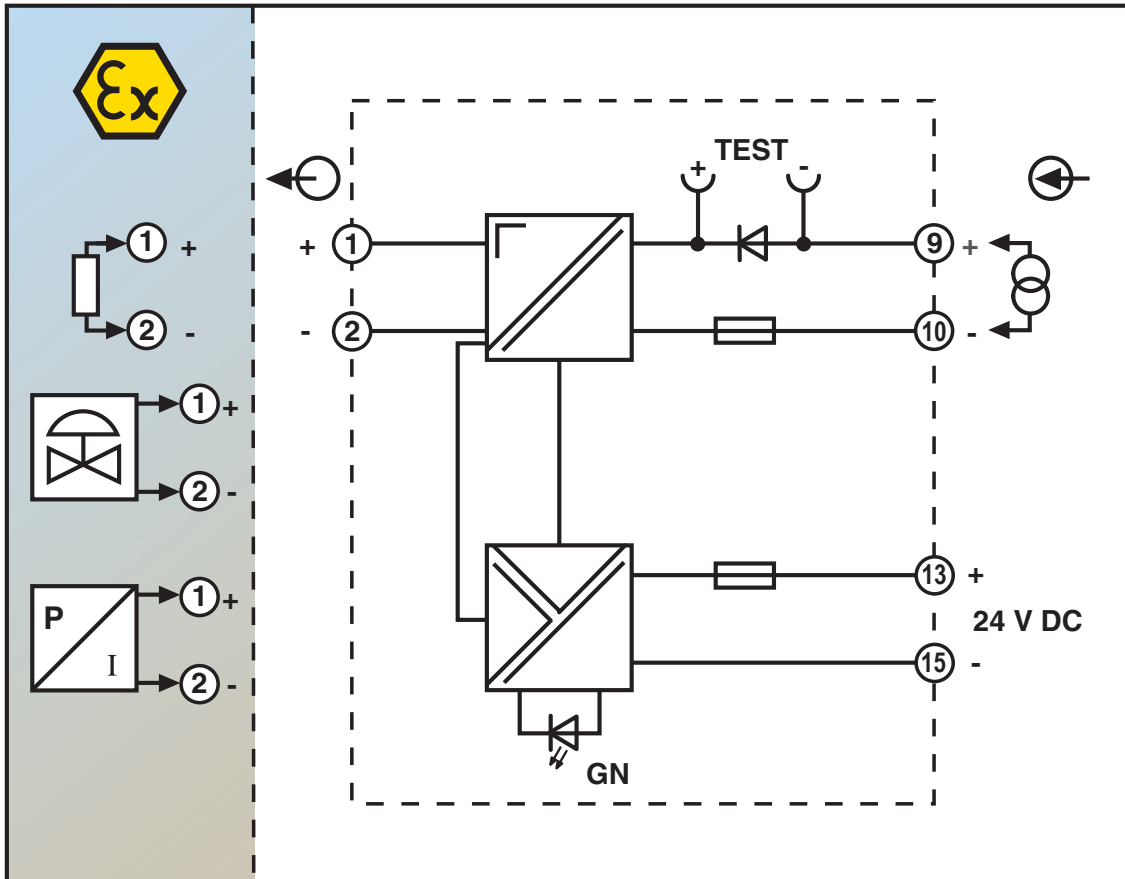 Ex
TEST
+ -
1 +
2 -
+ 1
- 2
9 +
10 -
1 +
2 -
P
I
1 +
2 -
13 +
24 V DC
15 -
GN